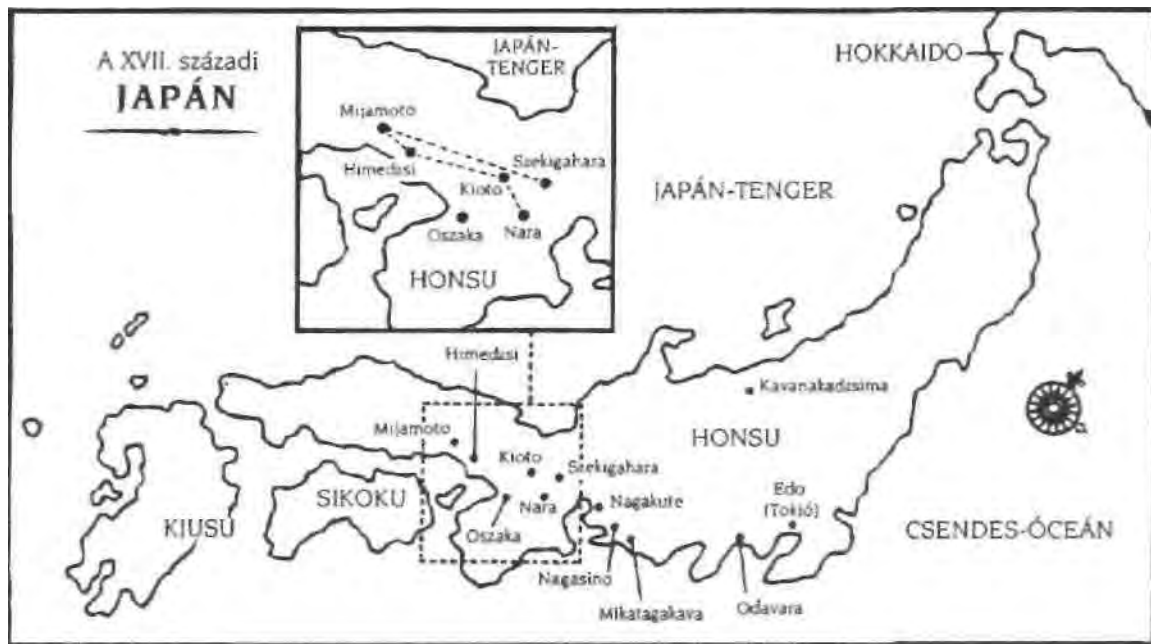 A XVII. századi
JAPÁN
JAPÁN-
TENGER
Mijamoto
Himedzsi
Szekigahara
Kioto
Oszaka
Nara
HONSU
HOKKAIDO
JAPÁN-TENGER
Himedzsi
Kavanakadzsima
Mijamoto
HONSU
Kioto
Szekigahara
Edo
(Tokió)
SIKOKU
Nara
Nagakute
KJUSU
Oszaka
CSENDES-ÓCEÁN
Nagasino
Mikatagakava
Odavara